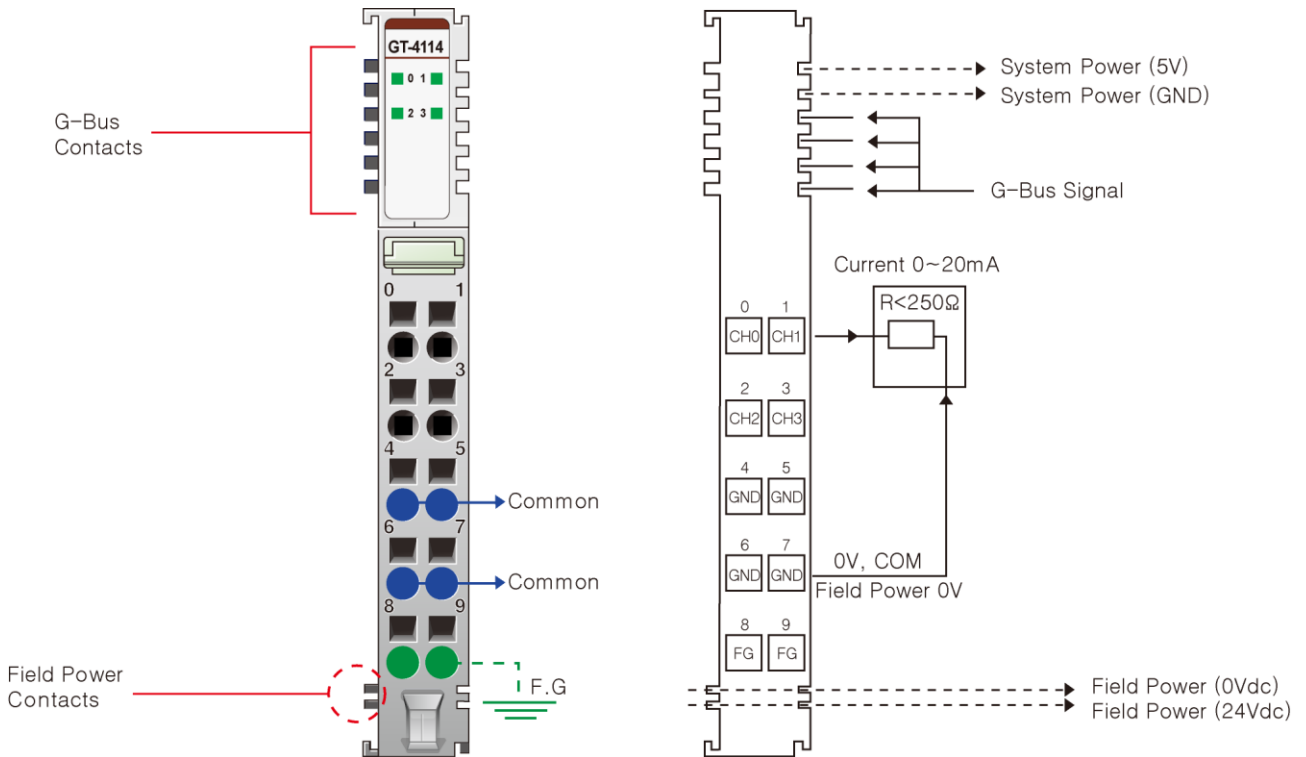 GT-4114
0 1
2 3
G-Bus
Contacts
0 1
2 3
4 5
Common
6 7
Common
8 9
F.G
Field Power
Contacts
System Power (5V)
System Power (GND)
G-Bus Signal
Current 0~20mA
R<250Ω
0 1
CH0 CH1
2 3
CH2 CH3
4 5
GND GND
6 7
GND GND
0V, COM
Field Power 0V
8 9
FG FG
Field Power (0Vdc)
Field Power (24Vdc)